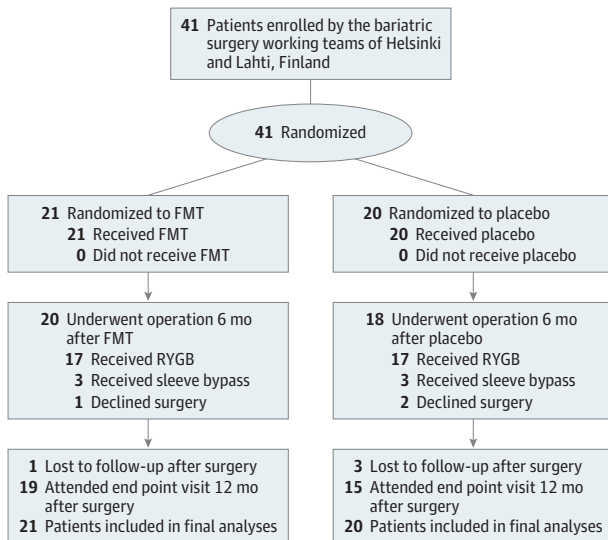 41 Patients enrolled by the bariatric
surgery working teams of Helsinki
and Lahti, Finland
41 Randomized
21 Randomized to FMT
21 Received FMT
0 Did not receive FMT
20 Randomized to placebo
20 Received placebo
0 Did not receive placebo
20 Underwent operation 6 mo
after FMT
17 Received RYGB
3 Received sleeve bypass
1 Declined surgery
18 Underwent operation 6 mo
after placebo
17 Received RYGB
3 Received sleeve bypass
2 Declined surgery
1 Lost to follow-up after surgery
19 Attended end point visit 12 mo
after surgery
21 Patients included in final analyses
3 Lost to follow-up after surgery
15 Attended end point visit 12 mo
after surgery
20 Patients included in final analyses